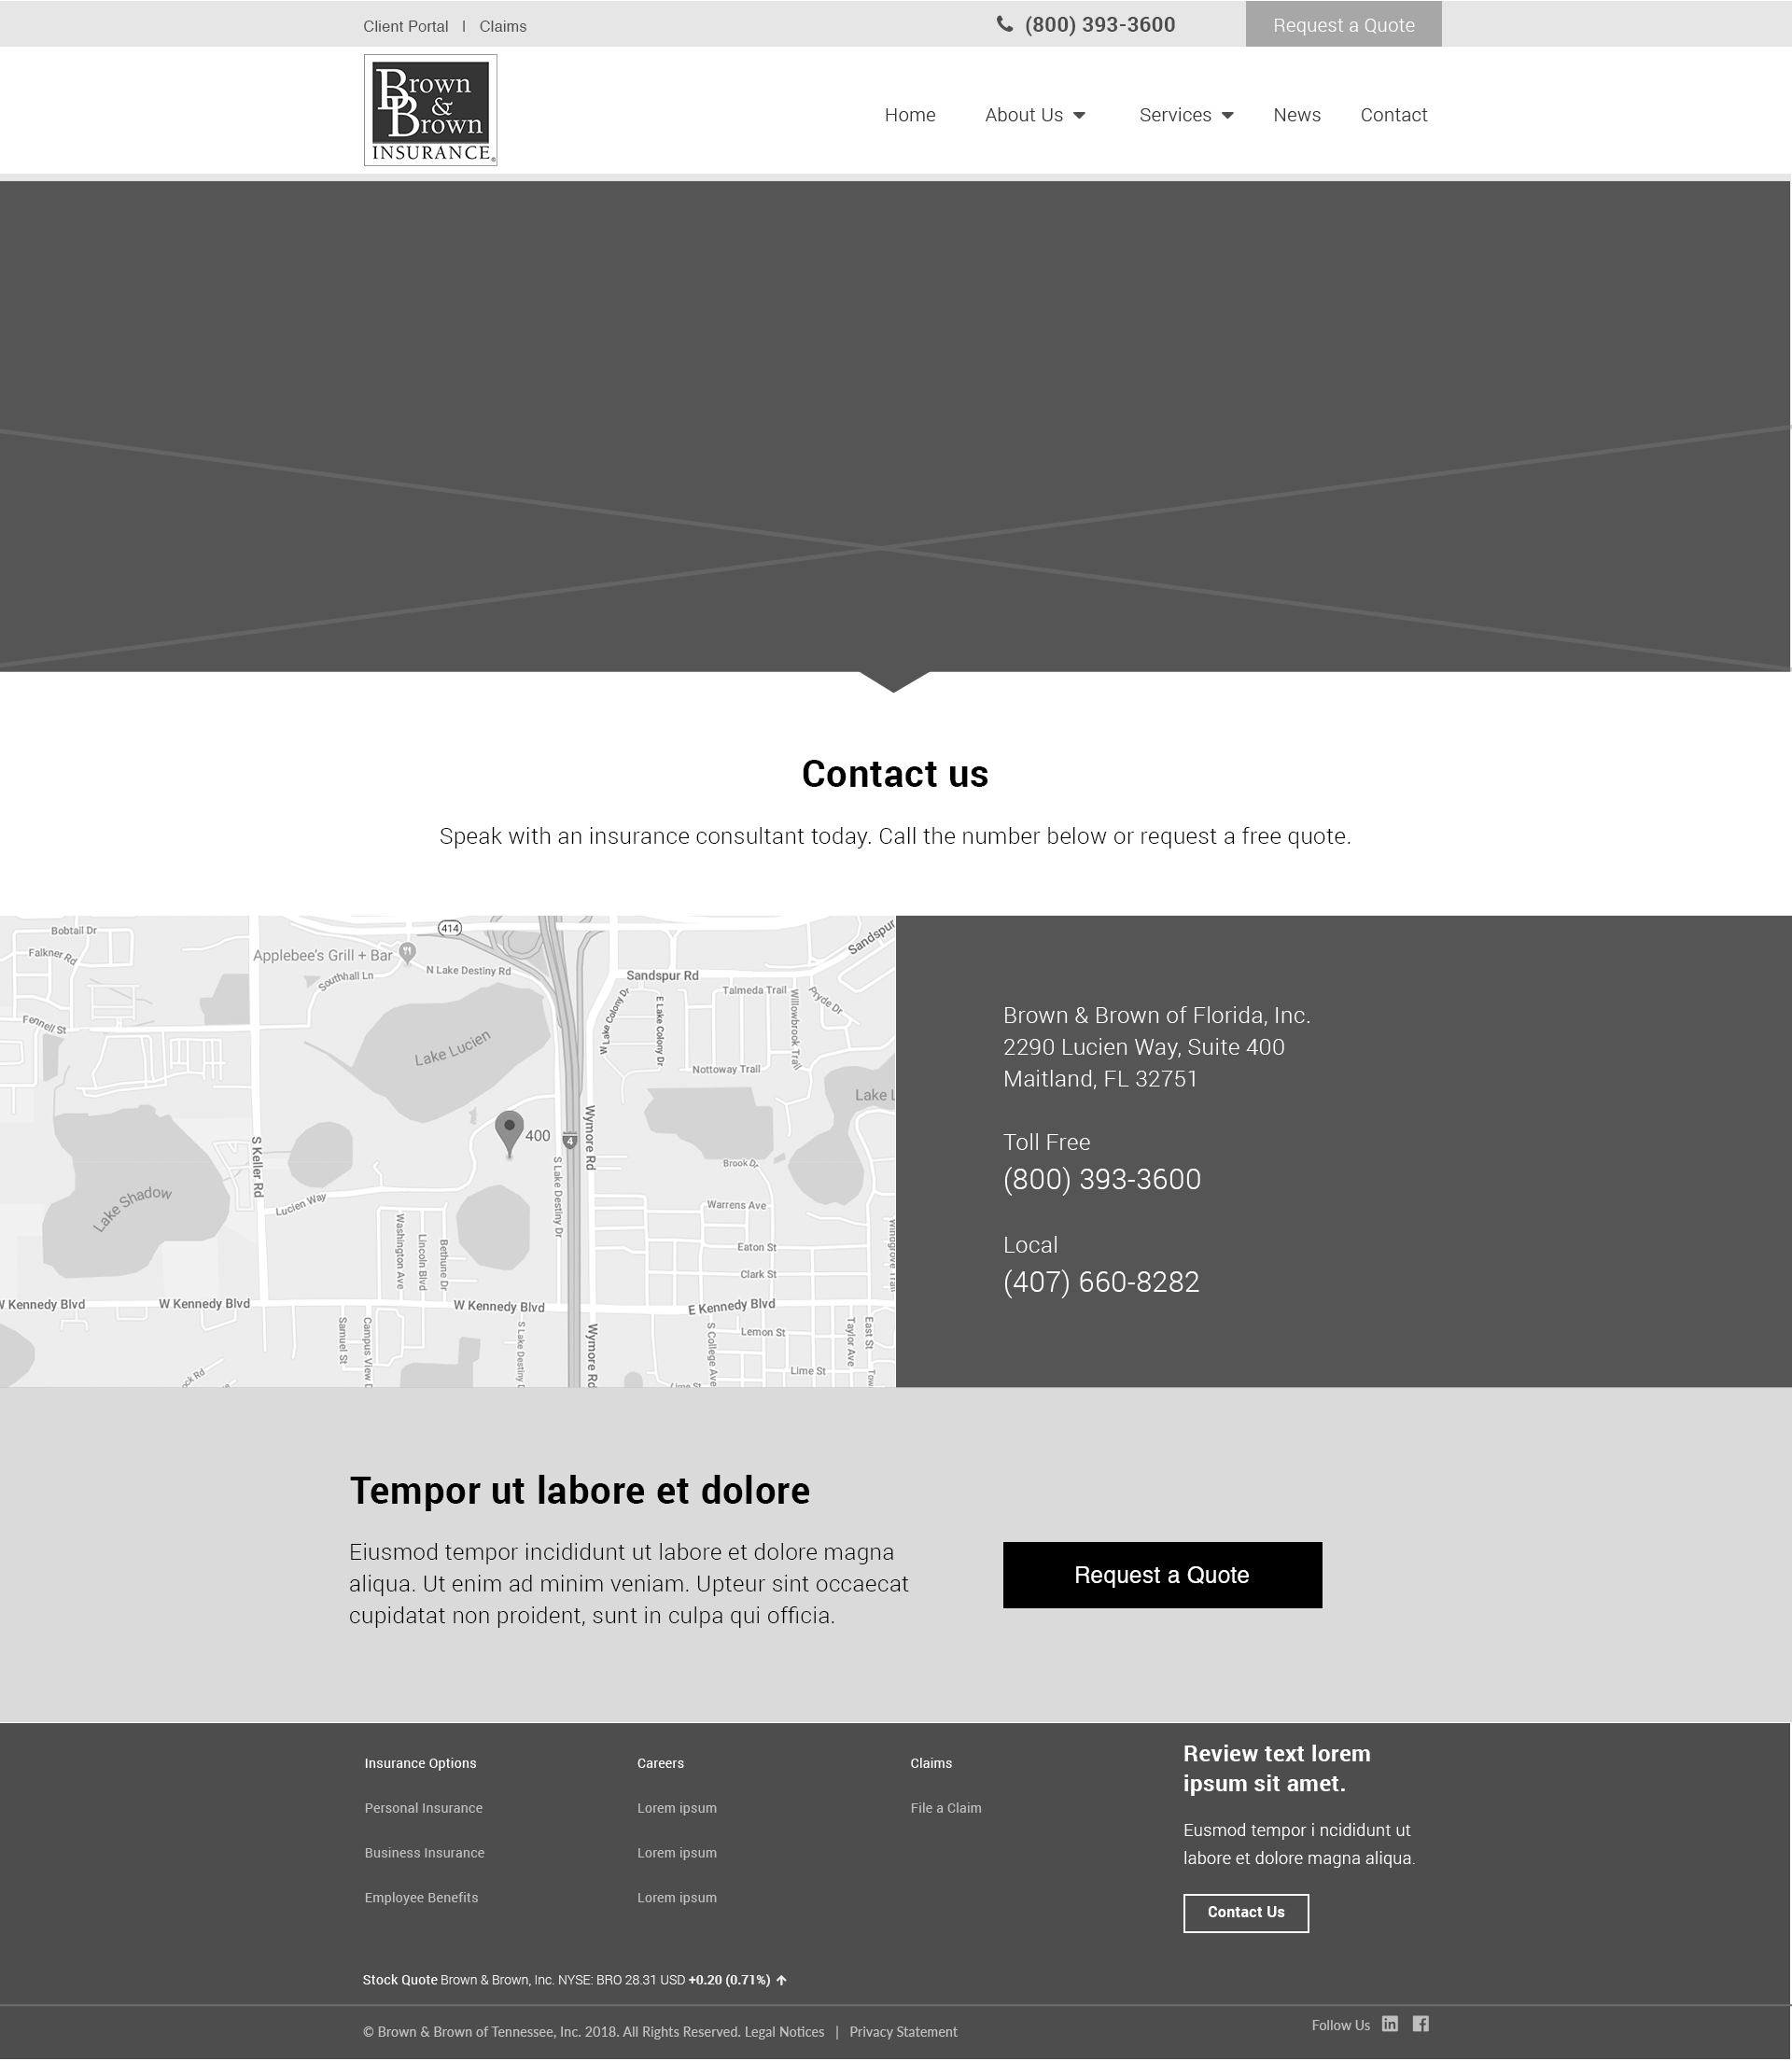 Client Portal | Claims
(800) 393-3600
Request a Quote
Brown
&
Brown
INSURANCE®
Home About Us Services News Contact
Contact us
Speak with an insurance consultant today. Call the number below or request a free quote.
Bobtail Dr
Falkner Rd
Fennell St
Applebee's Grill + Bar
414
Southhall Ln
N Lake Destiny Rd
Sandspur
Sandspur Rd
Talmeda Trail
Pryde Dr
Willowbrook Trail
W Lake Colony Dr
E Lake Colony Dr
Lake Lucien
Nottoway Trail
Lake L
400
4
Wymore Rd
S Keller Rd
S Lake Destiny Dr
Brook Dr
Lake Shadow
Lucien Way
Warrens Ave
Washington Ave
Lincoln Blvd
Bethune Dr
Eaton St
Clark St
W Kennedy Blvd
W Kennedy Blvd
W Kennedy Blvd
E Kennedy Blvd
Samuel St
Campus View D
S Lake Destiny D
Wymore Rd
S College Ave
Lemon St
Taylor Ave
East St
Lime St
Lime St
Brown & Brown of Florida, Inc.
2290 Lucien Way, Suite 400
Maitland, FL 32751
Toll Free
(800) 393-3600
Local
(407) 660-8282
Tempor ut labore et dolore
Eiusmod tempor incididunt ut labore et dolore magna
aliqua. Ut enim ad minim veniam. Upteur sint occaecat
cupidatat non proident, sunt in culpa qui officia.
Request a Quote
Insurance Options
Personal Insurance
Business Insurance
Employee Benefits
Careers
Lorem ipsum
Lorem ipsum
Lorem ipsum
Claims
File a Claim
Review text lorem
ipsum sit amet.
Eusmod tempor i ncididunt ut
labore et dolore magna aliqua.
Contact Us
Stock Quote Brown & Brown, Inc. NYSE: BRO 28.31 USD +0.20 (0.71%)
© Brown & Brown of Tennessee, Inc. 2018. All Rights Reserved. Legal Notices | Privacy Statement
Follow Us